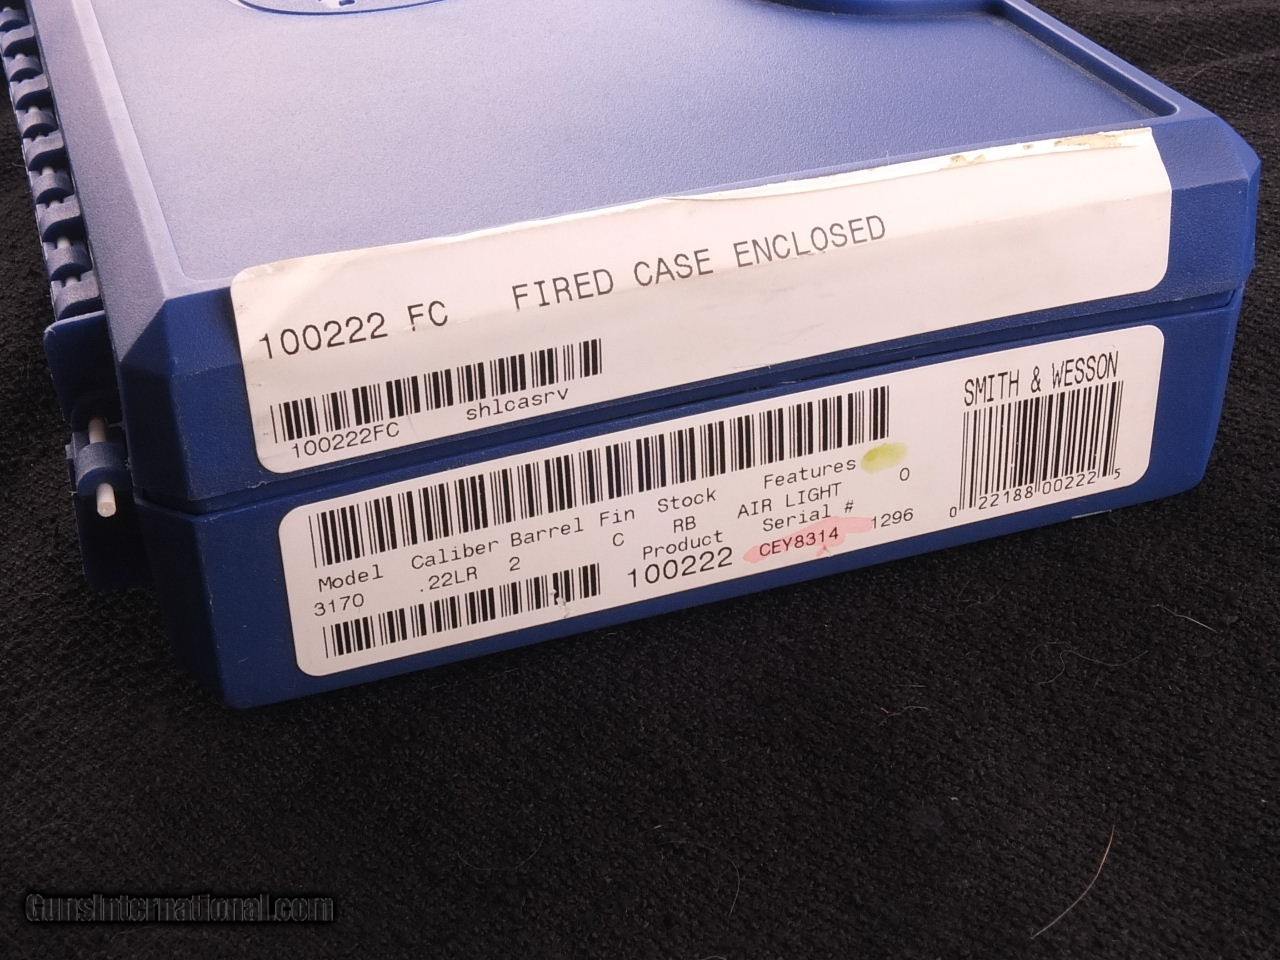 100222 FC FIRED CASE ENCLOSED
100222FC shlcasrv
SMITH & WESSON
Model Caliber Barrel Fin Stock Features
3170 .22LR 2 C RB AIR LIGHT 0
Product Serial #
100222 CEY8314 1296
0 22188 00222 5
GunsInternational.com